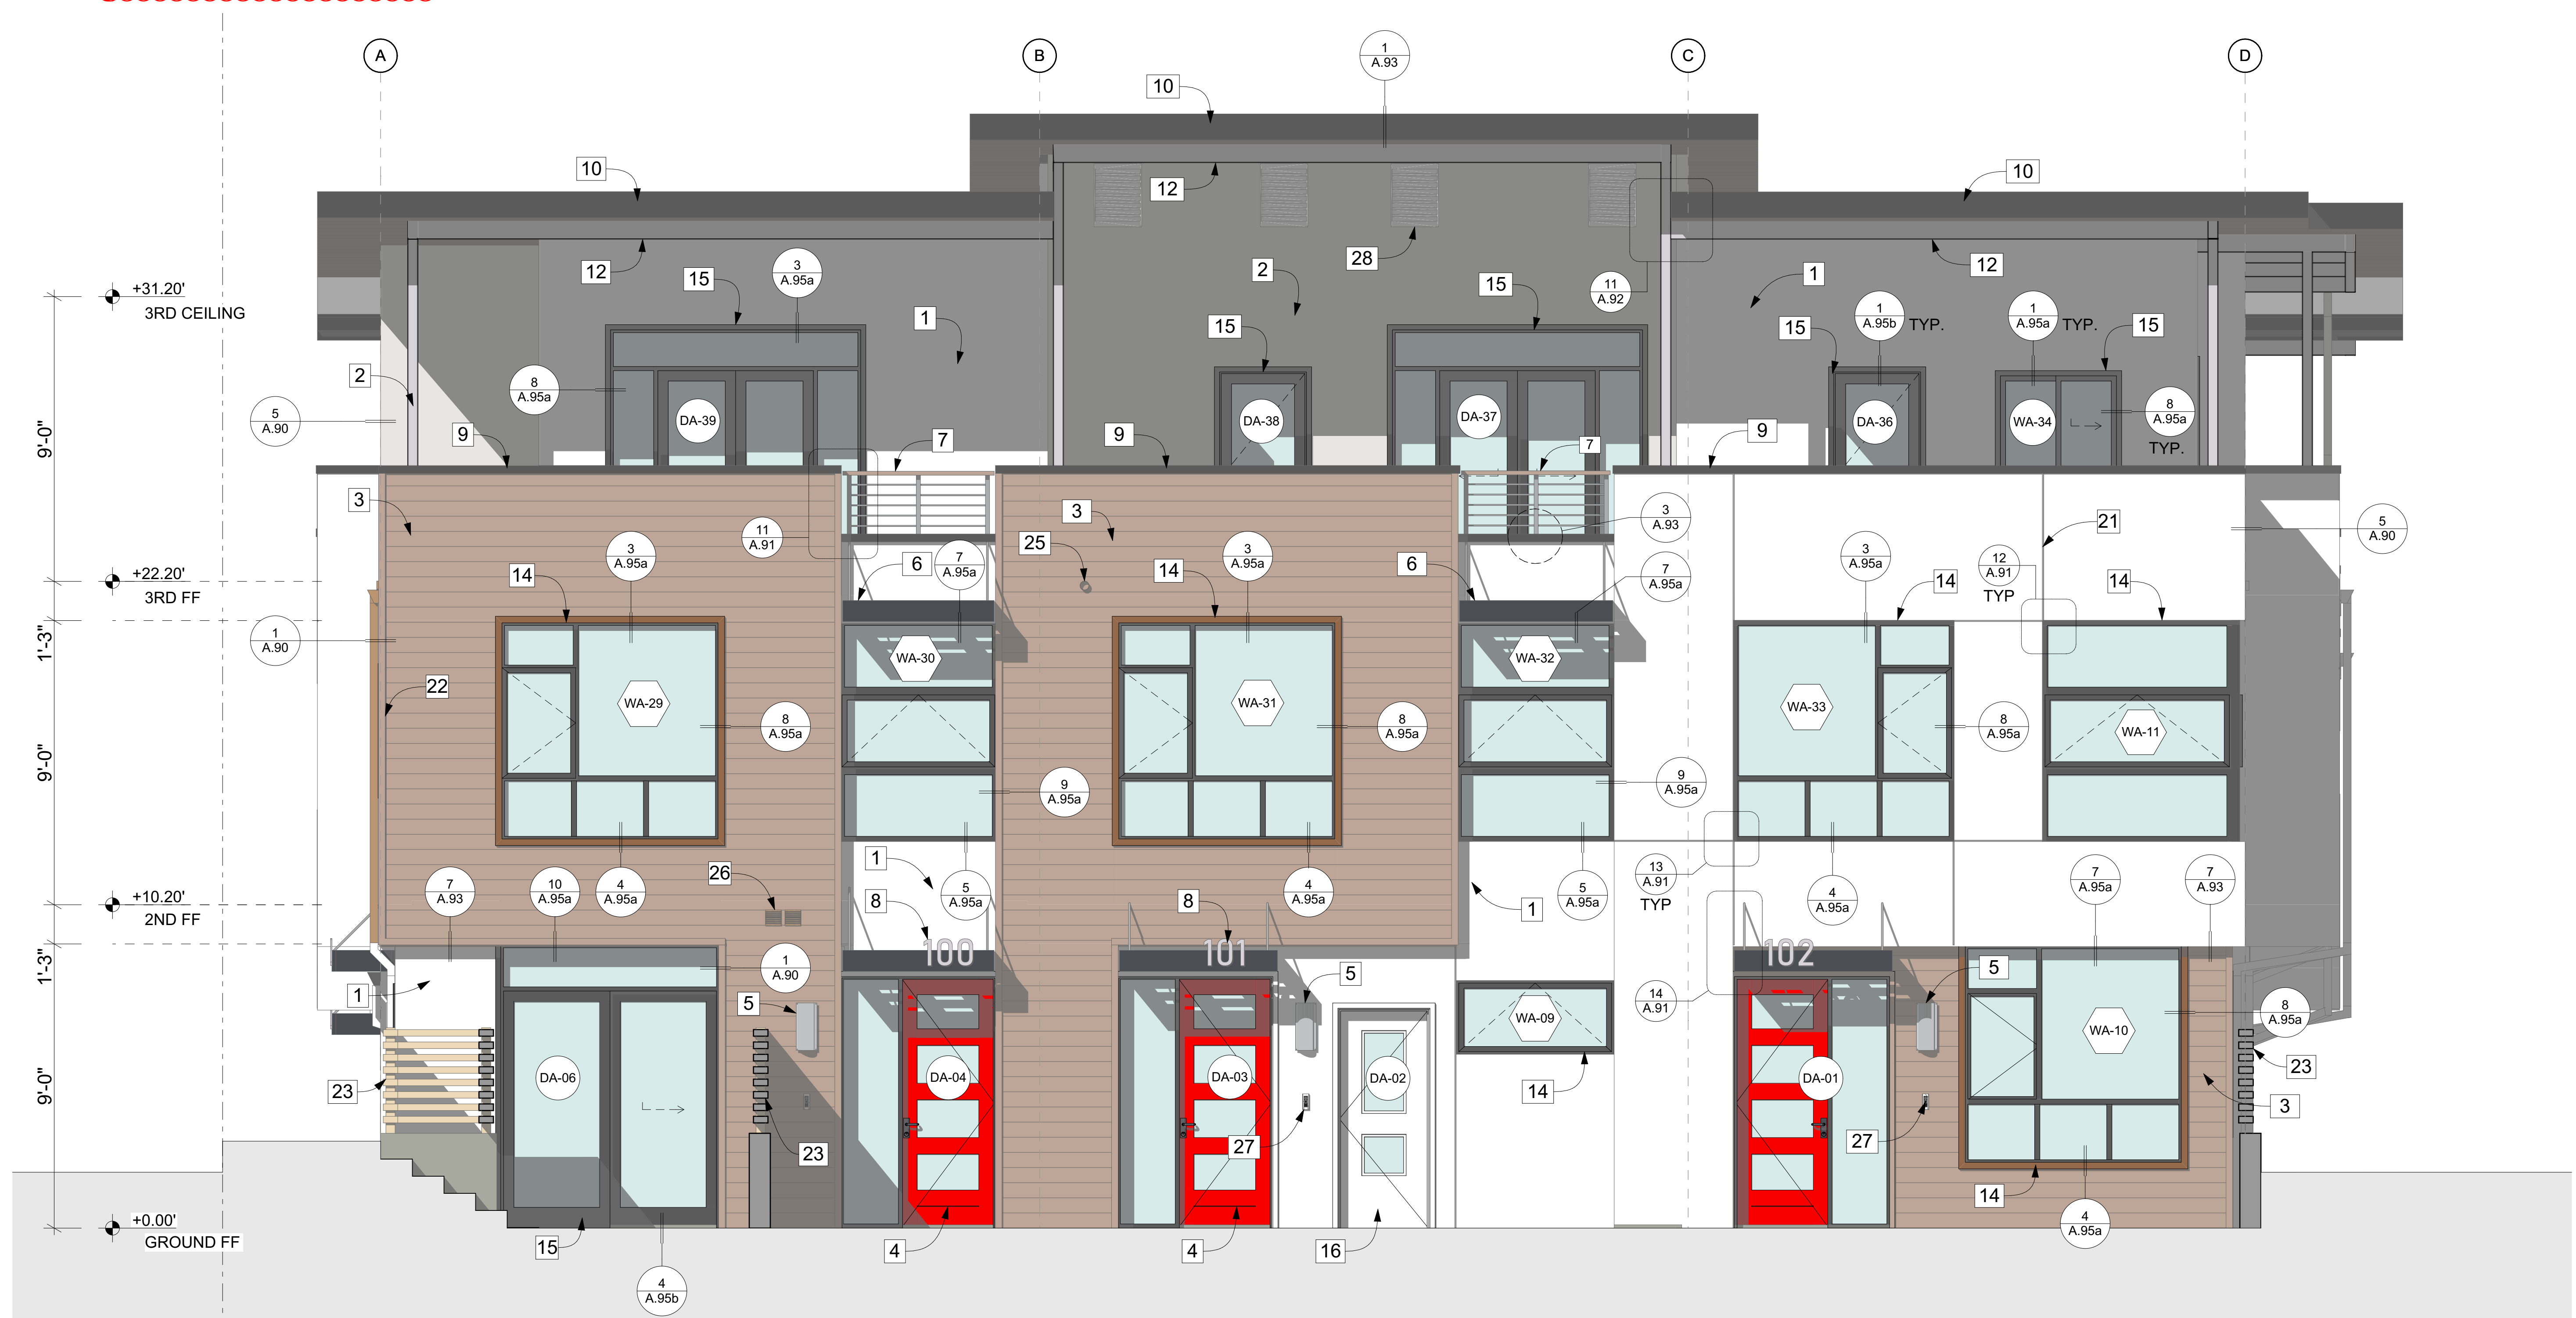 A
B
1
A.93
C
D
10
10
10
12
12
28
12
+31.20'
3RD CEILING
15
3
A.95a
1
2
11
A.92
15
15
1
15
1
A.95b
TYP.
1
A.95a
TYP.
15
2
8
A.95a
5
A.90
DA-39
DA-38
DA-37
DA-36
WA-34
8
A.95a
TYP.
9'-0"
9
7
9
7
9
3
11
A.91
3
25
3
A.93
21
5
A.90
3
A.95a
6
7
A.95a
3
A.95a
6
7
A.95a
3
A.95a
12
A.91
TYP
14
14
14
14
+22.20'
3RD FF
1'-3"
1
A.90
22
WA-29
WA-30
WA-31
WA-32
WA-33
WA-11
8
A.95a
8
A.95a
8
A.95a
9'-0"
9
A.95a
9
A.95a
26
1
8
5
A.95a
8
4
A.95a
1
5
A.95a
13
A.91
TYP
4
A.95a
7
A.95a
7
A.93
7
A.93
10
A.95a
4
A.95a
+10.20'
2ND FF
1'-3"
1
1
A.90
100
101
102
5
5
5
14
A.91
8
A.95a
WA-09
WA-10
23
DA-06
DA-04
DA-03
DA-02
14
DA-01
23
9'-0"
23
27
27
3
14
+0.00'
GROUND FF
15
4
4
16
4
A.95a
4
A.95b